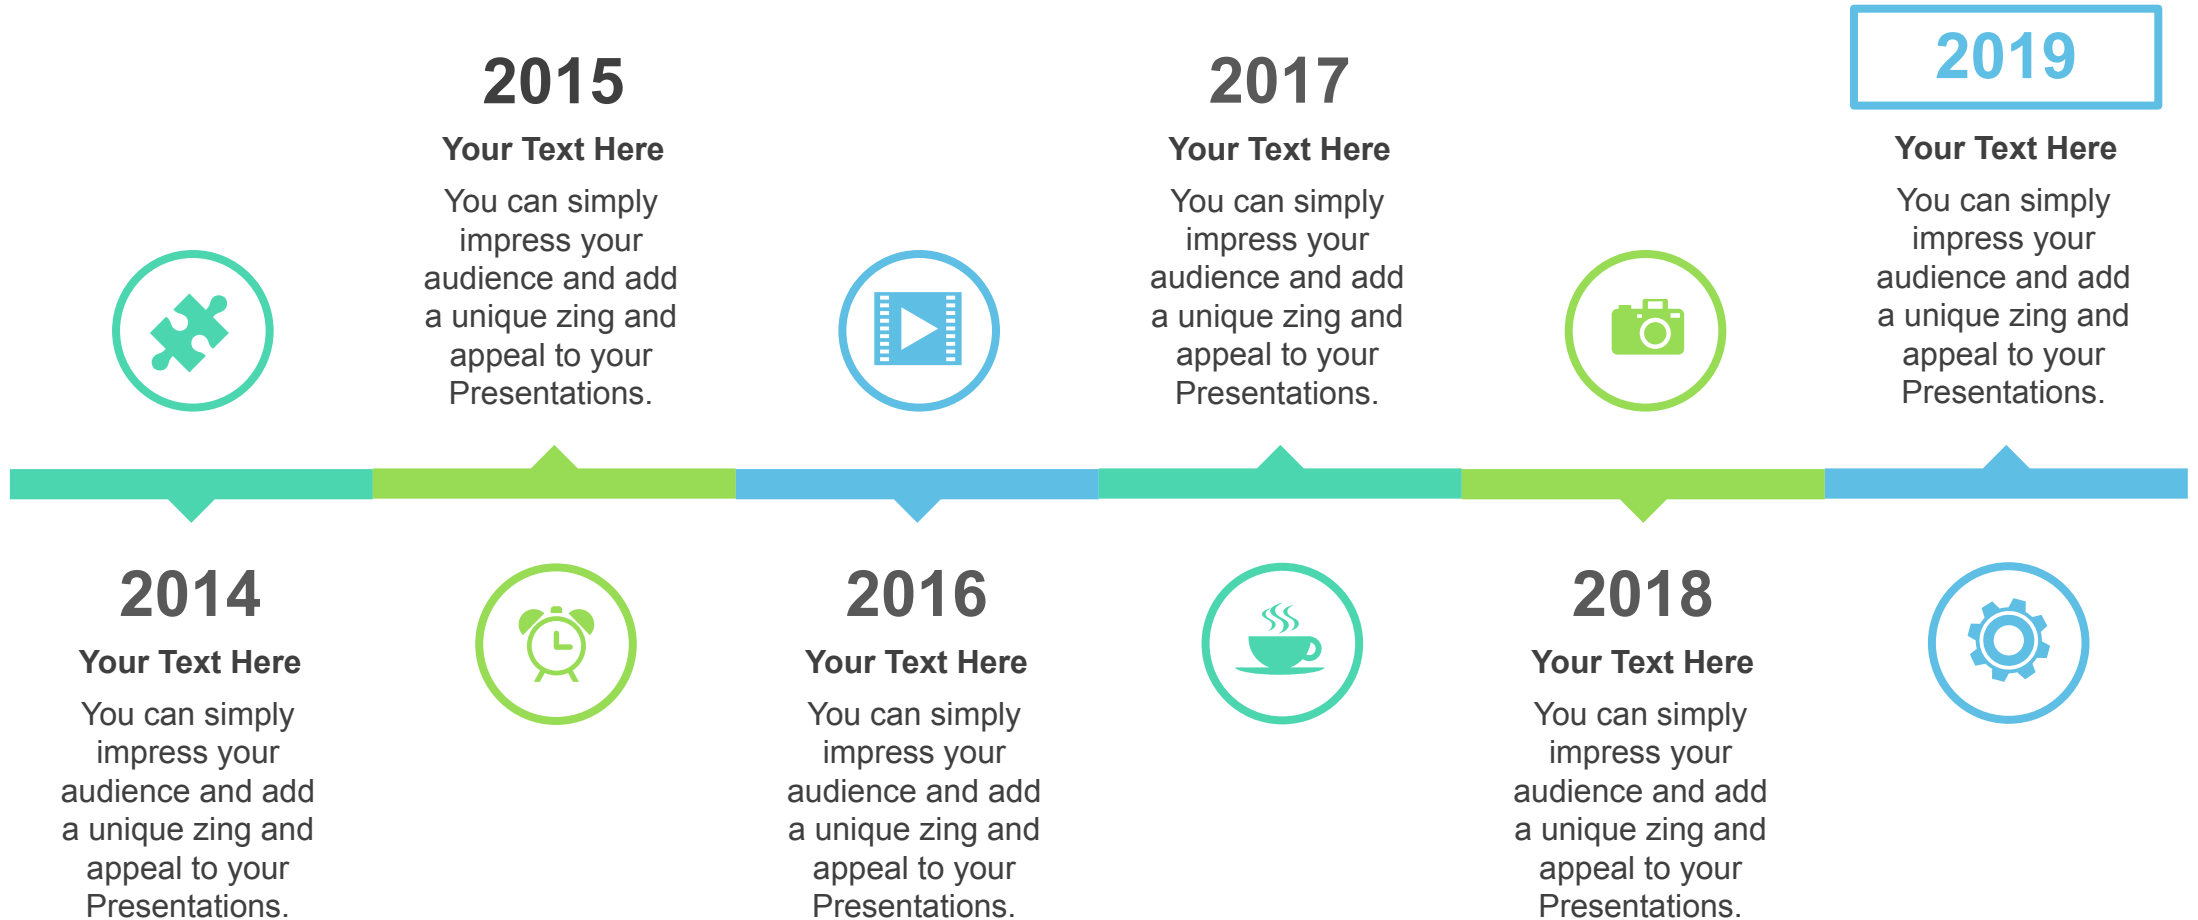 2015
Your Text Here
You can simply
impress your
audience and add
a unique zing and
appeal to your
Presentations.
2017
Your Text Here
You can simply
impress your
audience and add
a unique zing and
appeal to your
Presentations.
2019
Your Text Here
You can simply
impress your
audience and add
a unique zing and
appeal to your
Presentations.
2014
Your Text Here
You can simply
impress your
audience and add
a unique zing and
appeal to your
Presentations.
2016
Your Text Here
You can simply
impress your
audience and add
a unique zing and
appeal to your
Presentations.
2018
Your Text Here
You can simply
impress your
audience and add
a unique zing and
appeal to your
Presentations.